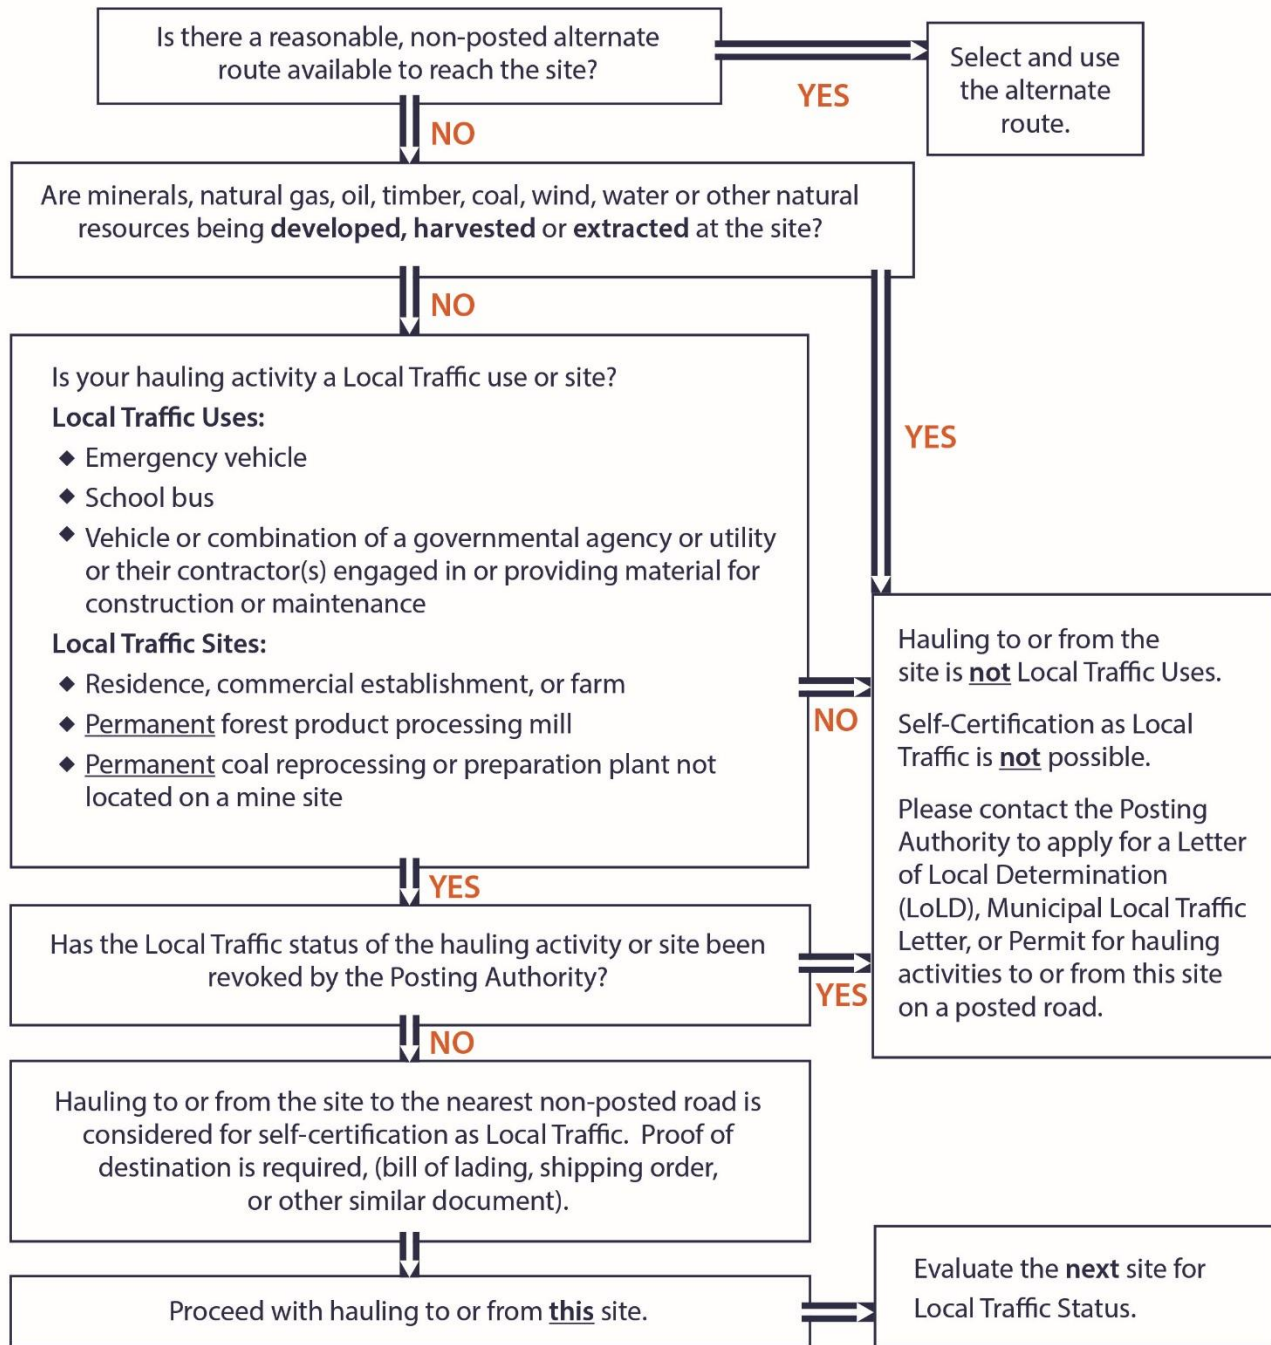 Is there a reasonable, non-posted alternate
route available to reach the site?
YES
Select and use
the alternate
route.
NO
Are minerals, natural gas, oil, timber, coal, wind, water or other natural
resources being developed, harvested or extracted at the site?
NO
YES
Is your hauling activity a Local Traffic use or site?
Local Traffic Uses:
◆ Emergency vehicle
◆ School bus
◆ Vehicle or combination of a governmental agency or utility
or their contractor(s) engaged in or providing material for
construction or maintenance
Local Traffic Sites:
◆ Residence, commercial establishment, or farm
◆ Permanent forest product processing mill
◆ Permanent coal reprocessing or preparation plant not
located on a mine site
NO
Hauling to or from the
site is not Local Traffic Uses.
Self-Certification as Local
Traffic is not possible.
Please contact the Posting
Authority to apply for a Letter
of Local Determination
(LoLD), Municipal Local Traffic
Letter, or Permit for hauling
activities to or from this site
on a posted road.
YES
Has the Local Traffic status of the hauling activity or site been
revoked by the Posting Authority?
YES
NO
Hauling to or from the site to the nearest non-posted road is
considered for self-certification as Local Traffic.  Proof of
destination is required, (bill of lading, shipping order,
or other similar document).
Proceed with hauling to or from this site.
Evaluate the next site for
Local Traffic Status.